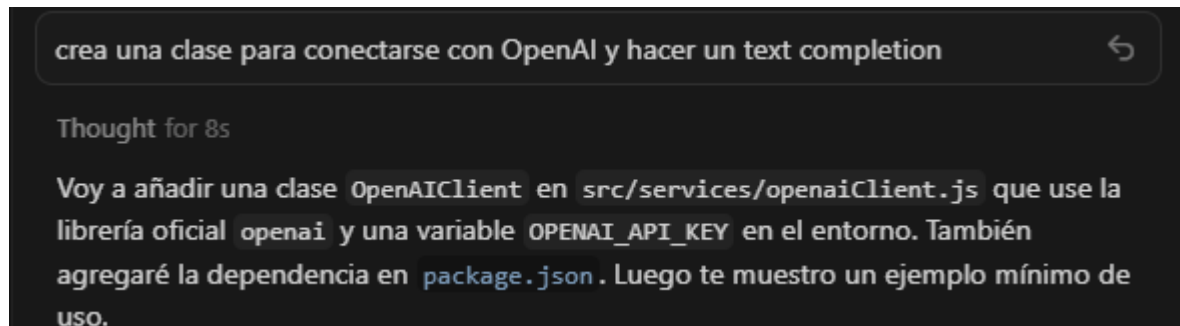 crea una clase para conectarse con OpenAI y hacer un text completion
Thought for 8s
Voy a añadir una clase OpenAIClient en src/services/openaiClient.js que use la
librería oficial openai y una variable OPENAI_API_KEY en el entorno. También
agregaré la dependencia en package.json. Luego te muestro un ejemplo mínimo de
uso.